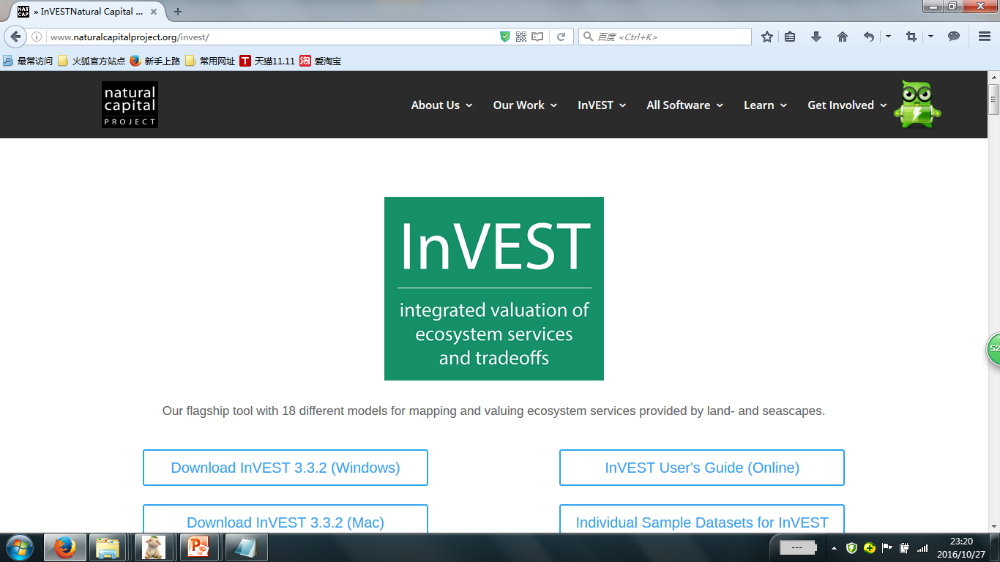 NAT CAP
» InVESTNatural Capital ...
www.naturalcapitalproject.org/invest/
百度 <Ctrl+K>
最常访问 火狐官方站点 新手上路 常用网址 T 天猫11.11 淘 爱淘宝
natural
capital
PROJECT
About Us Our Work InVEST All Software Learn Get Involved
InVEST
integrated valuation of
ecosystem services
and tradeoffs
52
Our flagship tool with 18 different models for mapping and valuing ecosystem services provided by land- and seascapes.
Download InVEST 3.3.2 (Windows) InVEST User's Guide (Online)
Download InVEST 3.3.2 (Mac) Individual Sample Datasets for InVEST
---
23:20
2016/10/27